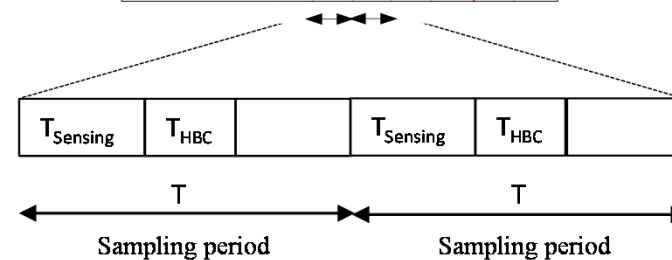 T_Sensing T_HBC T_Sensing T_HBC
T T
Sampling period Sampling period